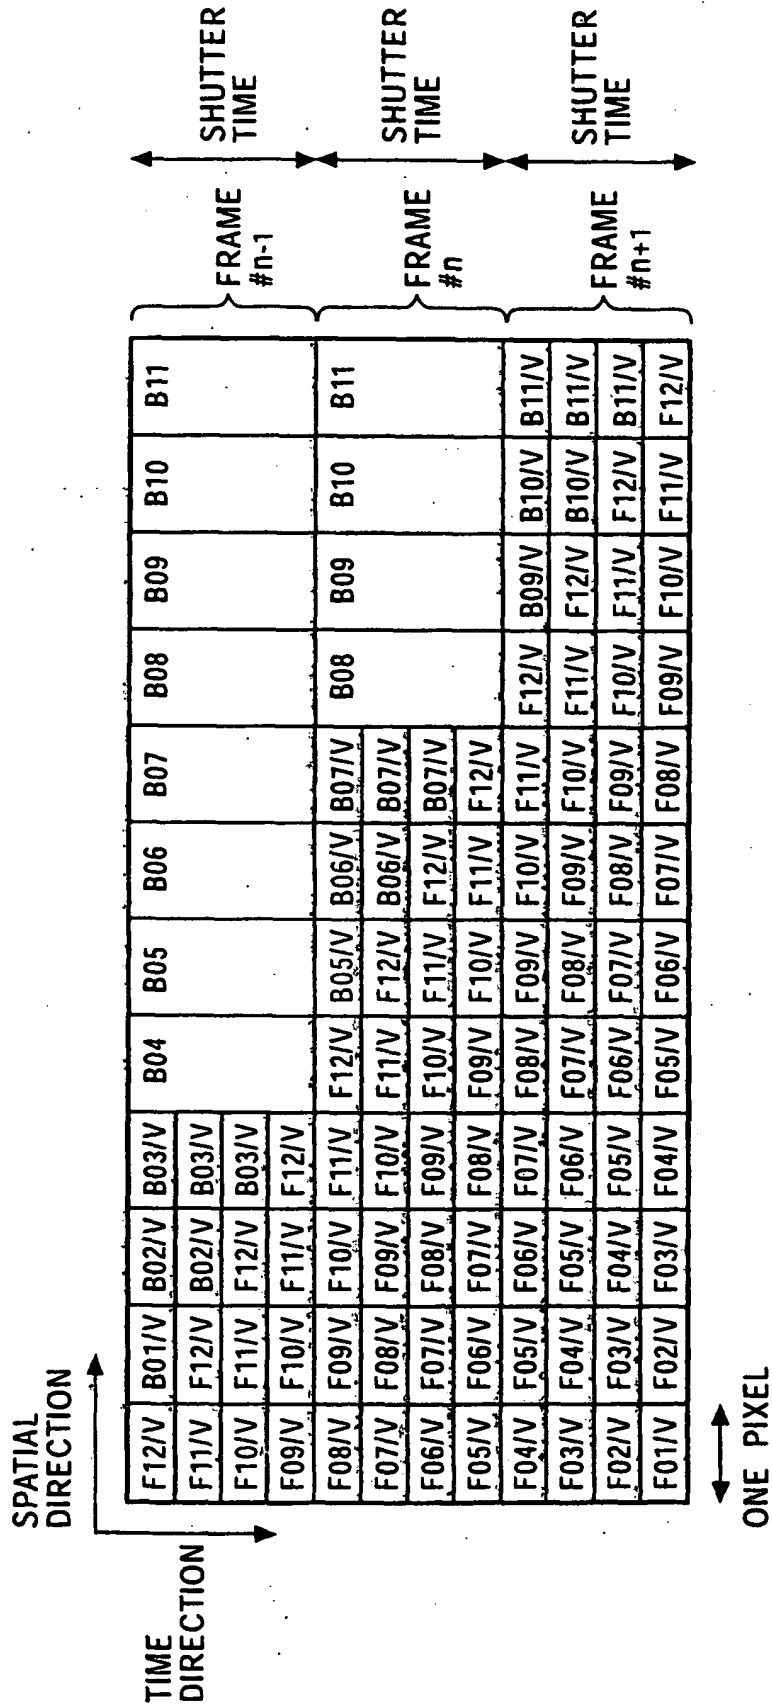 SPATIAL
DIRECTION
TIME
DIRECTION
F12/V B01/V B02/V B03/V B04 B05 B06 B07 B08 B09 B10 B11
F11/V F12/V B02/V B03/V
F10/V F11/V F12/V B03/V
F09/V F10/V F11/V F12/V
FRAME
#n-1
SHUTTER
TIME
F08/V F09/V F10/V F11/V F12/V B05/V B06/V B07/V B08 B09 B10 B11
F07/V F08/V F09/V F10/V F11/V F12/V B06/V B07/V
F06/V F07/V F08/V F09/V F10/V F11/V F12/V B07/V
F05/V F06/V F07/V F08/V F09/V F10/V F11/V F12/V
FRAME
#n
SHUTTER
TIME
F04/V F05/V F06/V F07/V F08/V F09/V F10/V F11/V F12/V B09/V B10/V B11/V
F03/V F04/V F05/V F06/V F07/V F08/V F09/V F10/V F11/V F12/V B10/V B11/V
F02/V F03/V F04/V F05/V F06/V F07/V F08/V F09/V F10/V F11/V F12/V B11/V
F01/V F02/V F03/V F04/V F05/V F06/V F07/V F08/V F09/V F10/V F11/V F12/V
FRAME
#n+1
SHUTTER
TIME
ONE PIXEL